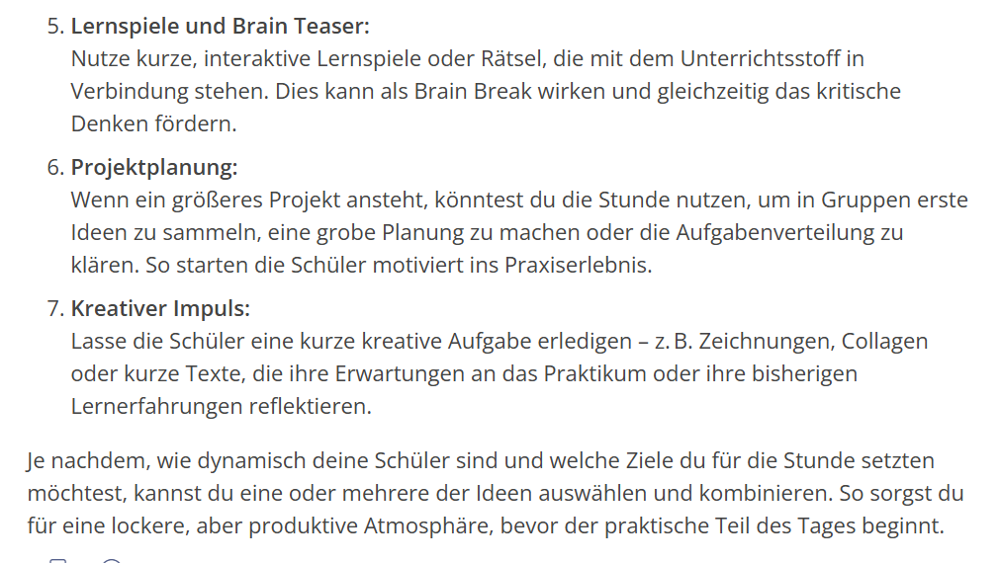 5. Lernspiele und Brain Teaser:
Nutze kurze, interaktive Lernspiele oder Rätsel, die mit dem Unterrichtsstoff in
Verbindung stehen. Dies kann als Brain Break wirken und gleichzeitig das kritische
Denken fördern.
6. Projektplanung:
Wenn ein größeres Projekt ansteht, könntest du die Stunde nutzen, um in Gruppen erste
Ideen zu sammeln, eine grobe Planung zu machen oder die Aufgabenverteilung zu
klären. So starten die Schüler motiviert ins Praxiserlebnis.
7. Kreativer Impuls:
Lasse die Schüler eine kurze kreative Aufgabe erledigen – z. B. Zeichnungen, Collagen
oder kurze Texte, die ihre Erwartungen an das Praktikum oder ihre bisherigen
Lernerfahrungen reflektieren.
Je nachdem, wie dynamisch deine Schüler sind und welche Ziele du für die Stunde setzten
möchtest, kannst du eine oder mehrere der Ideen auswählen und kombinieren. So sorgst du
für eine lockere, aber produktive Atmosphäre, bevor der praktische Teil des Tages beginnt.